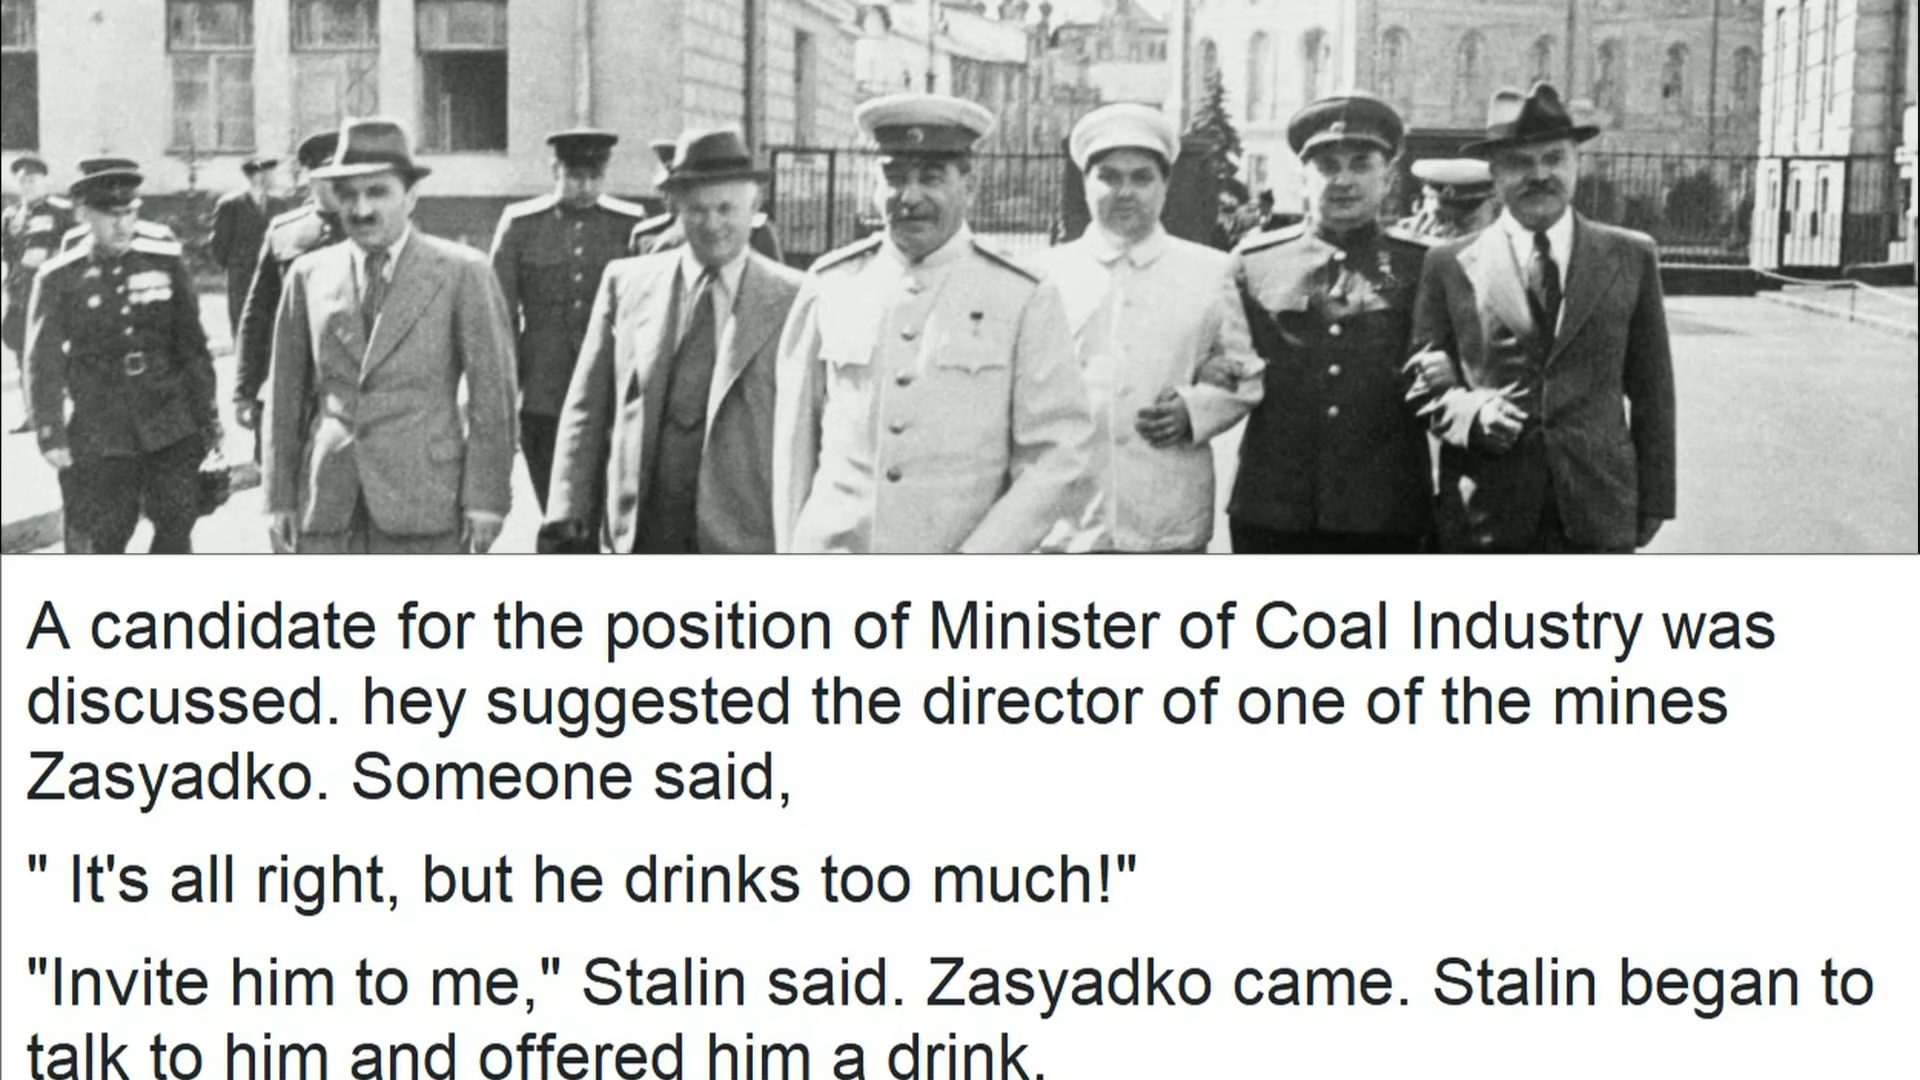 A candidate for the position of Minister of Coal Industry was
discussed. hey suggested the director of one of the mines
Zasyadko. Someone said,
" It's all right, but he drinks too much!"
"Invite him to me," Stalin said. Zasyadko came. Stalin began to
talk to him and offered him a drink.